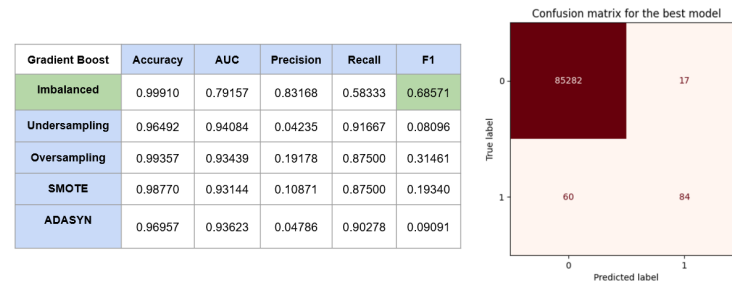 Gradient Boost Accuracy AUC Precision Recall F1
Imbalanced 0.99910 0.79157 0.83168 0.58333 0.68571
Undersampling 0.96492 0.94084 0.04235 0.91667 0.08096
Oversampling 0.99357 0.93439 0.19178 0.87500 0.31461
SMOTE 0.98770 0.93144 0.10871 0.87500 0.19340
ADASYN 0.96957 0.93623 0.04786 0.90278 0.09091
Confusion matrix for the best model
True label
0 85282 17
1 60 84
0 1
Predicted label